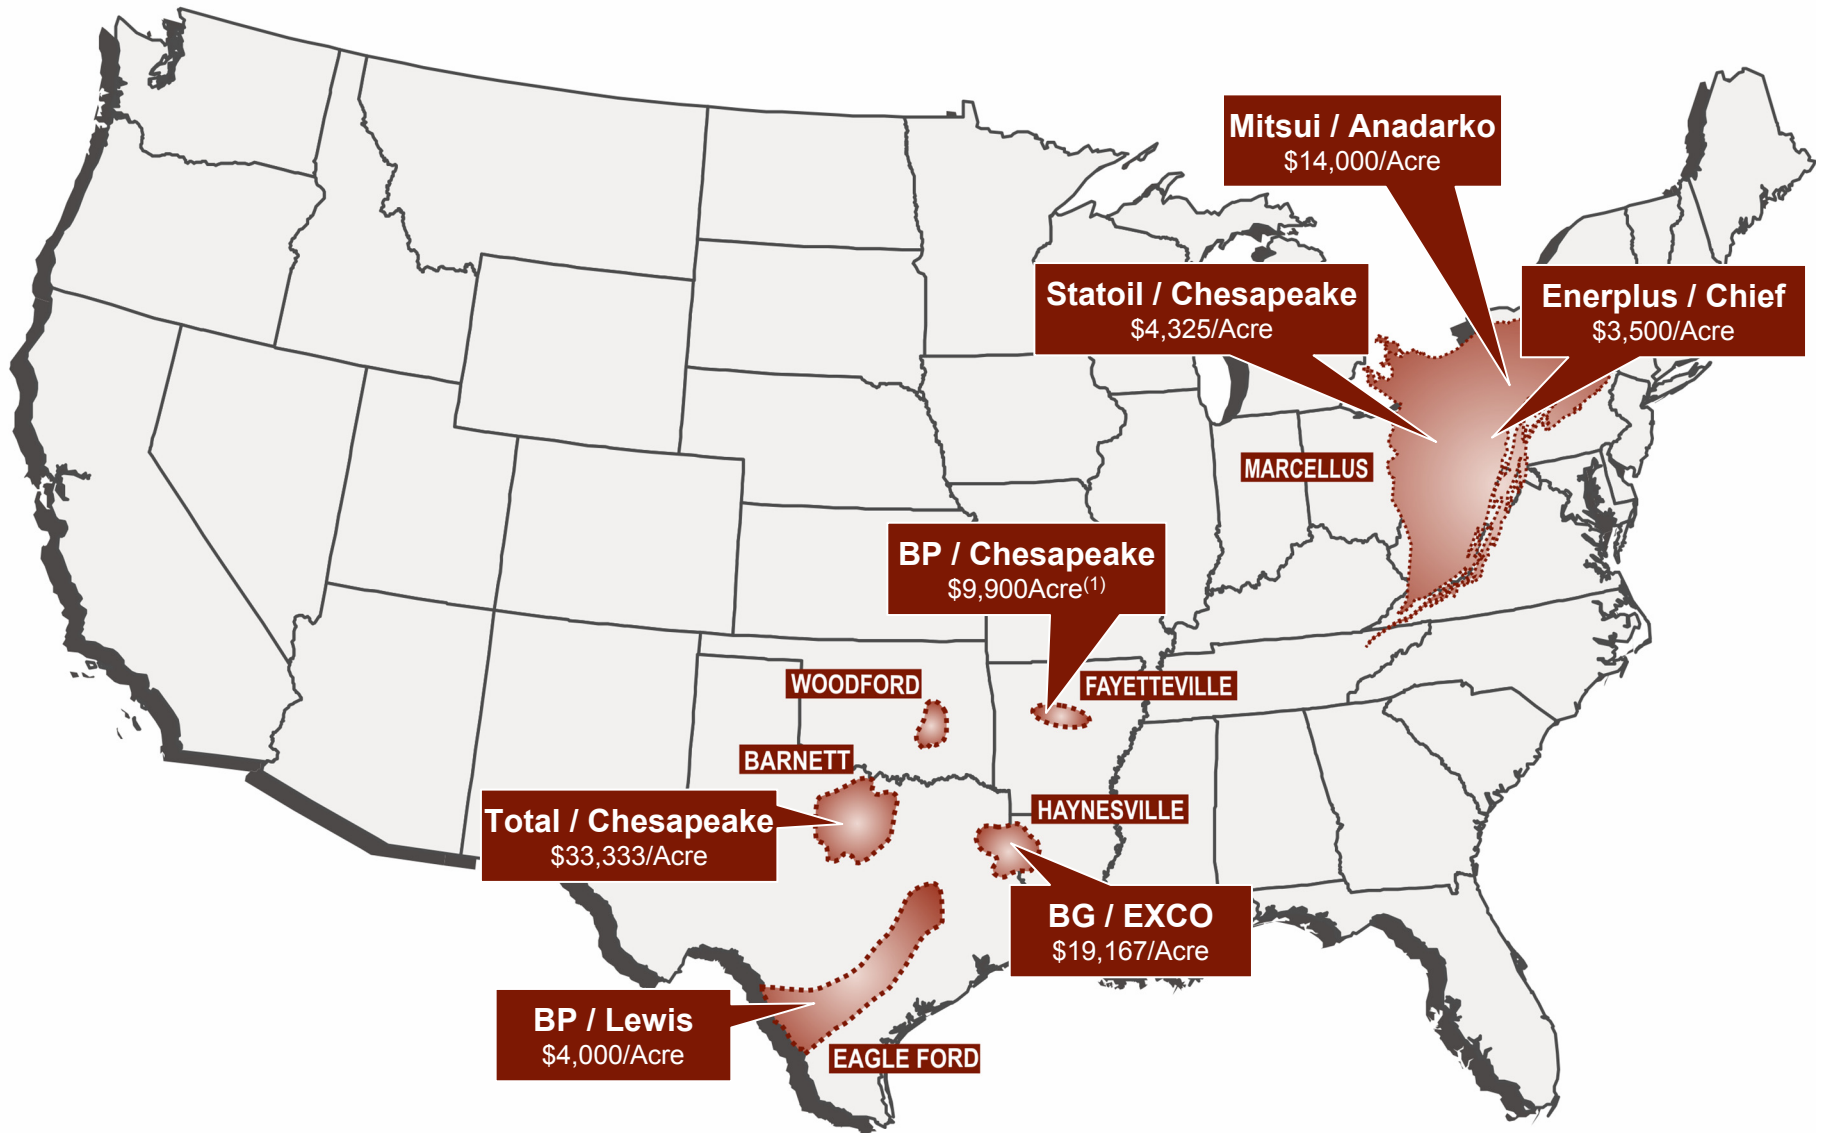 Mitsui / Anadarko
$14,000/Acre
Statoil / Chesapeake
$4,325/Acre
Enerplus / Chief
$3,500/Acre
MARCELLUS
BP / Chesapeake
$9,900Acre(1)
WOODFORD
FAYETTEVILLE
BARNETT
Total / Chesapeake
$33,333/Acre
HAYNESVILLE
BG / EXCO
$19,167/Acre
BP / Lewis
$4,000/Acre
EAGLE FORD